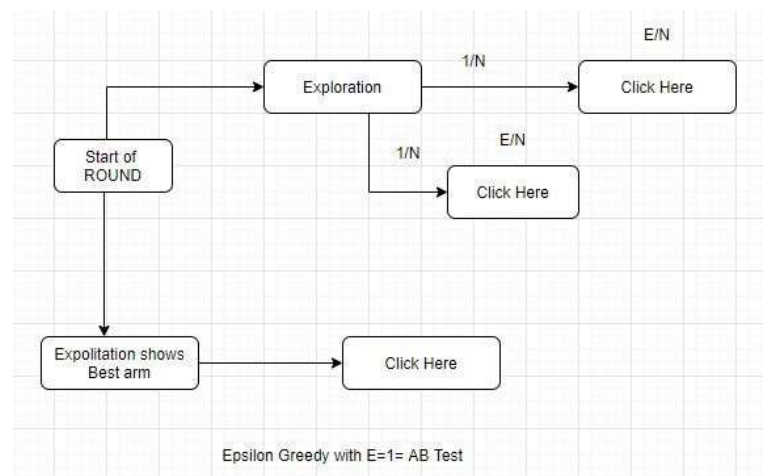 E/N
1/N
Exploration
Click Here
Start of
ROUND
1/N
E/N
Click Here
Expolitation shows
Best arm
Click Here
Epsilon Greedy with E=1= AB Test